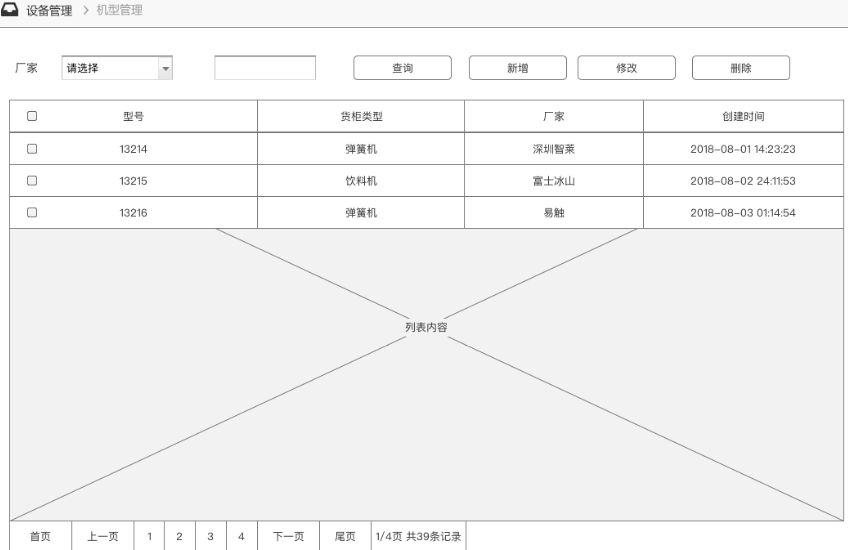 设备管理 > 机型管理
厂家 请选择 查询 新增 修改 删除
型号 货柜类型 厂家 创建时间
13214 弹簧机 深圳智莱 2018-08-01 14:23:23
13215 饮料机 富士冰山 2018-08-02 24:11:53
13216 弹簧机 易触 2018-08-03 01:14:54
列表内容
首页 上一页 1 2 3 4 下一页 尾页 1/4页 共39条记录